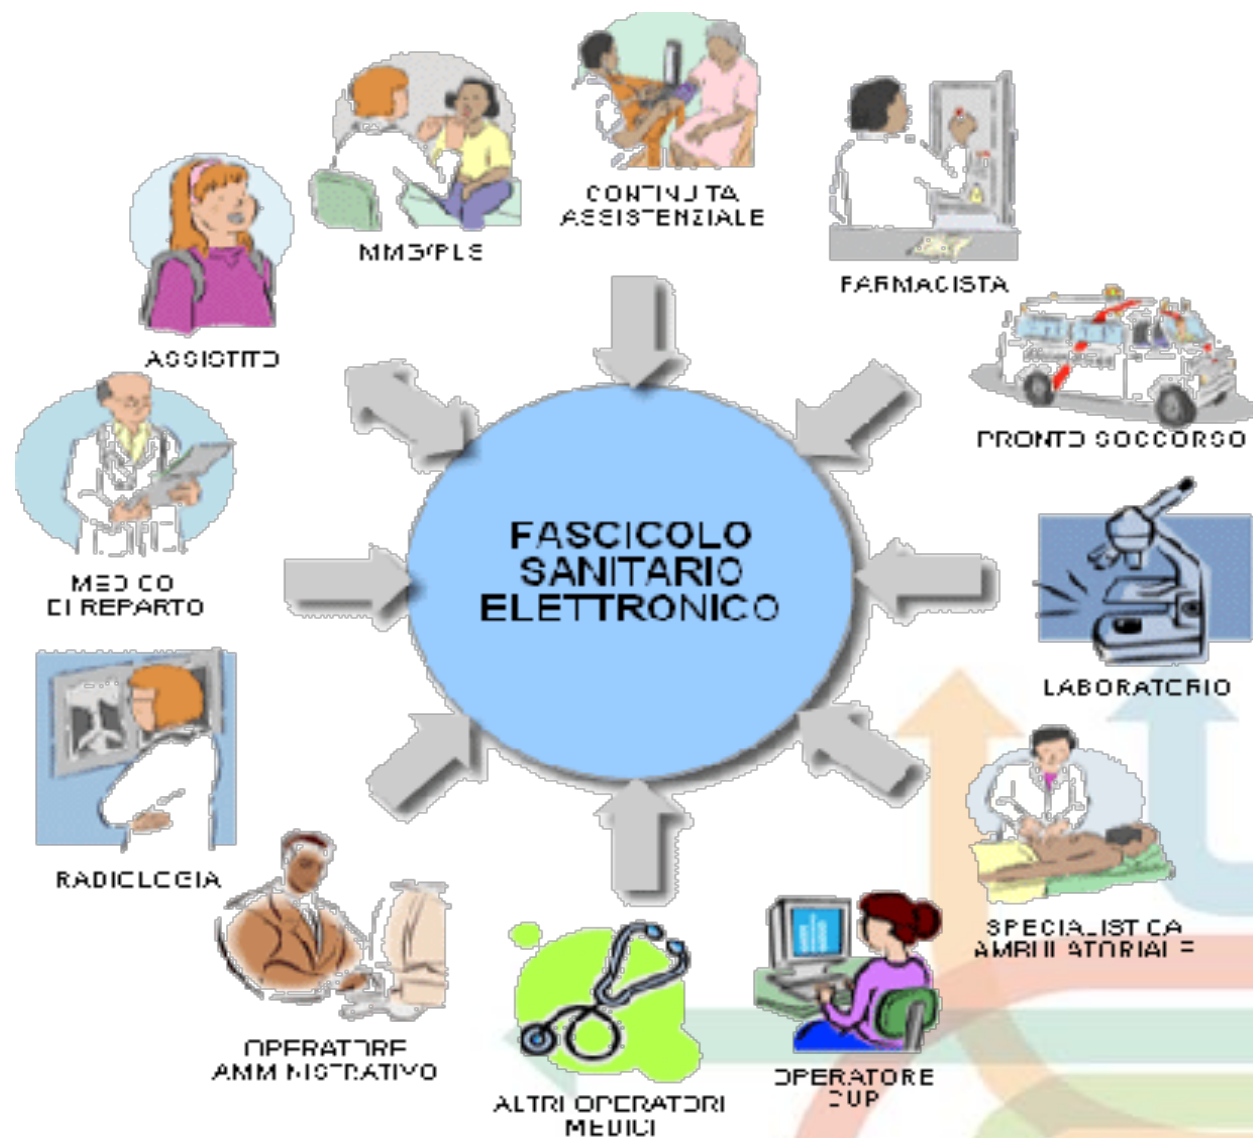 CONTINUITA
ASSISTENZIALE
MMG/PLS
FARMACISTA
ASSISTITO
PRONTO SOCCORSO
FASCICOLO
SANITARIO
ELETTRONICO
MEDICO
DI REPARTO
LABORATORIO
RADIOLOGIA
SPECIALISTICA
AMBULATORIALE
OPERATORE
AMMINISTRATIVO
OPERATORE
CUP
ALTRI OPERATORI
MEDICI